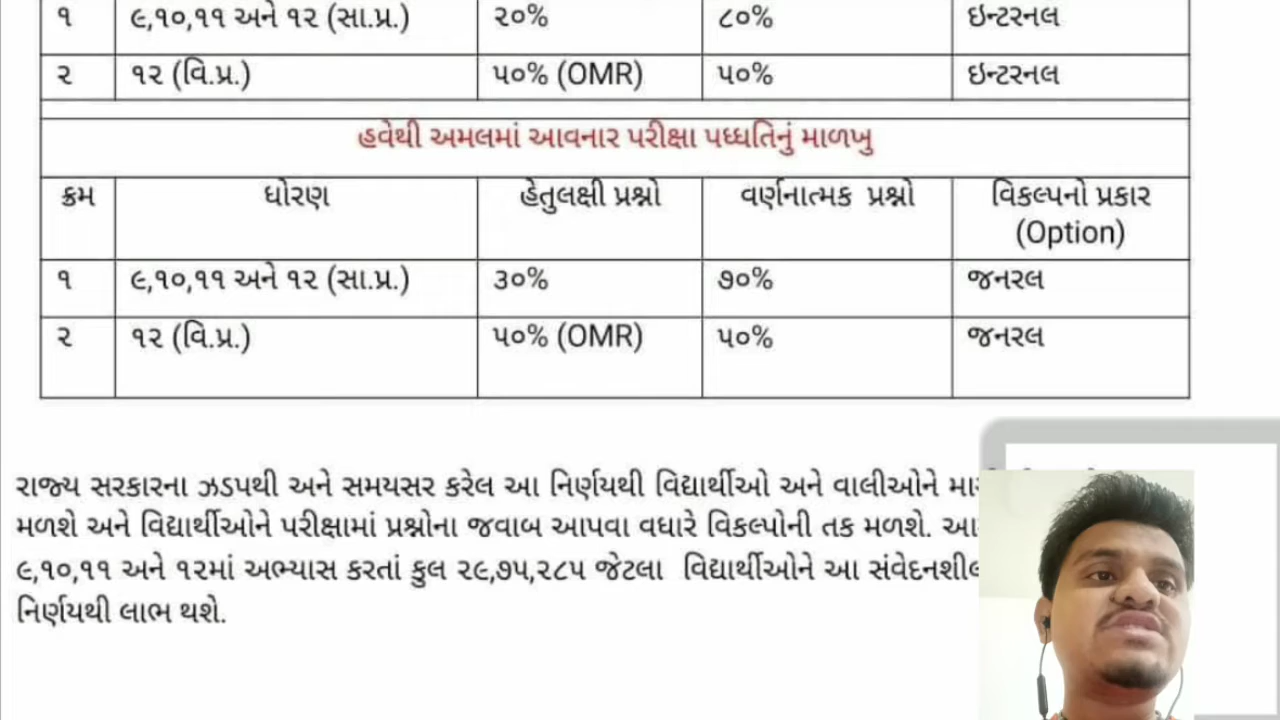 ૧ ૯,૧૦,૧૧ અને ૧૨ (સા.પ્ર.) ૨૦% ૮૦% ઇન્ટરનલ
૨ ૧૨ (વિ.પ્ર.) ૫૦% (OMR) ૫૦% ઇન્ટરનલ
હવેથી અમલમાં આવનાર પરીક્ષા પધ્ધતિનું માળખુ
ક્રમ ધોરણ હેતુલક્ષી પ્રશ્નો વર્ણનાત્મક પ્રશ્નો વિકલ્પનો પ્રકાર
(Option)
૧ ૯,૧૦,૧૧ અને ૧૨ (સા.પ્ર.) ૩૦% ૭૦% જનરલ
૨ ૧૨ (વિ.પ્ર.) ૫૦% (OMR) ૫૦% જનરલ
રાજ્ય સરકારના ઝડપથી અને સમયસર કરેલ આ નિર્ણયથી વિદ્યાર્થીઓ અને વાલીઓને
મળશે અને વિદ્યાર્થીઓને પરીક્ષામાં પ્રશ્નોના જવાબ આપવા વધારે વિકલ્પોની તક મળશે.
૯,૧૦,૧૧ અને ૧૨માં અભ્યાસ કરતાં કુલ ૨૯,૭૫,૨૮૫ જેટલા વિદ્યાર્થીઓને આ સંવેદનશીલ
નિર્ણયથી લાભ થશે.